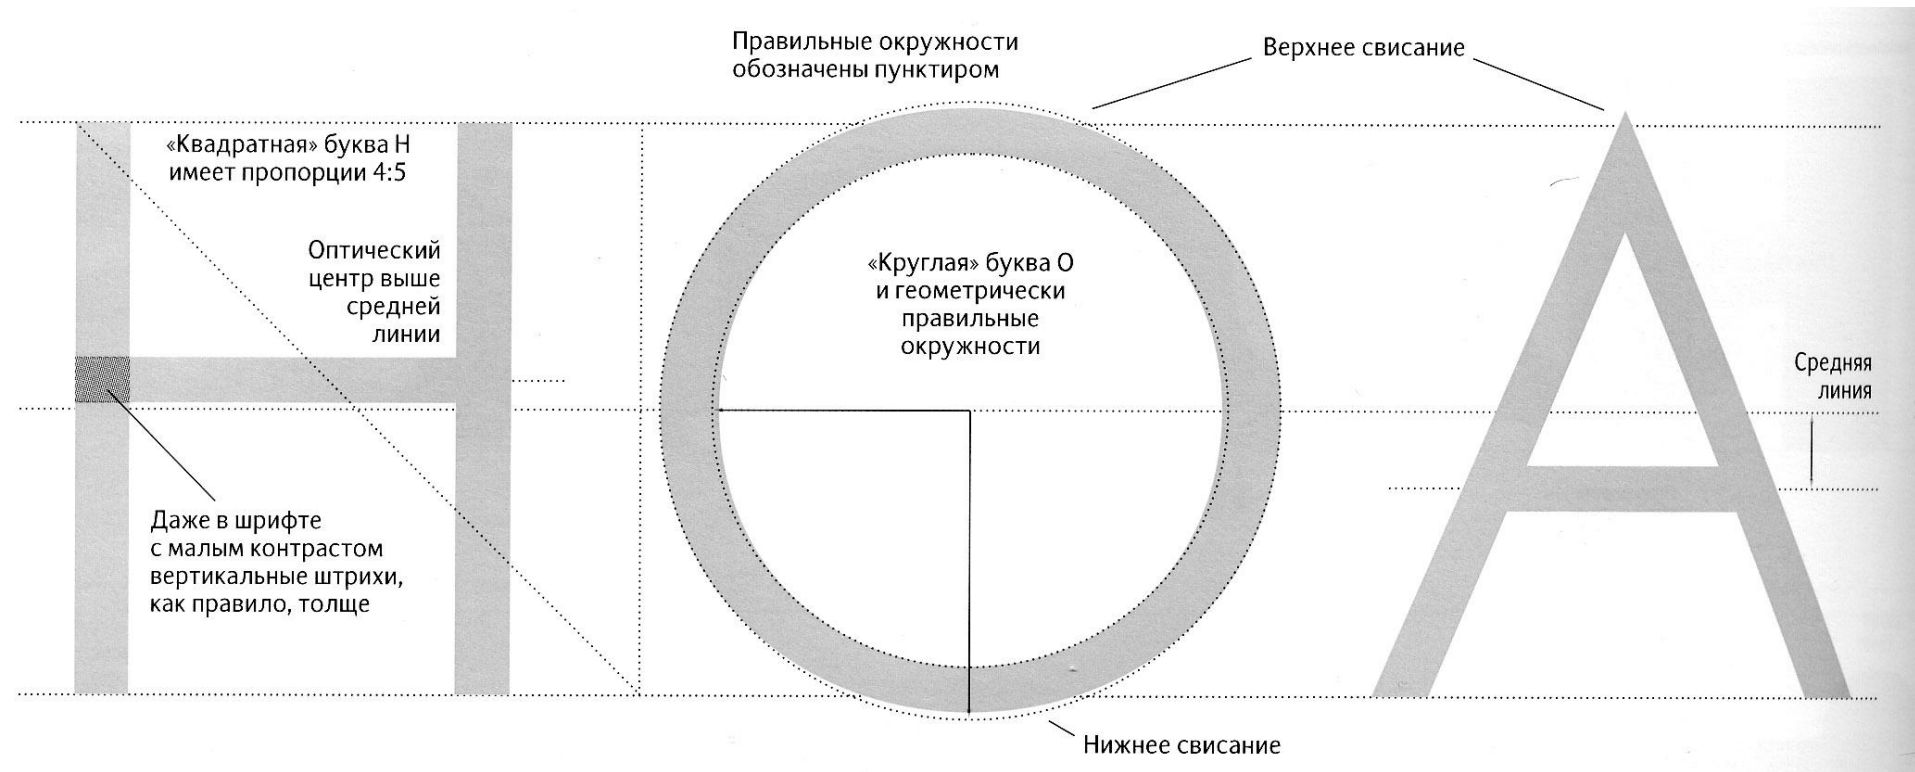 Правильные окружности
обозначены пунктиром
Верхнее свисание
«Квадратная» буква Н
имеет пропорции 4:5
Оптический
центр выше
средней
линии
«Круглая» буква О
и геометрически
правильные
окружности
Средняя
линия
Даже в шрифте
с малым контрастом
вертикальные штрихи,
как правило, толще
Нижнее свисание
НОА